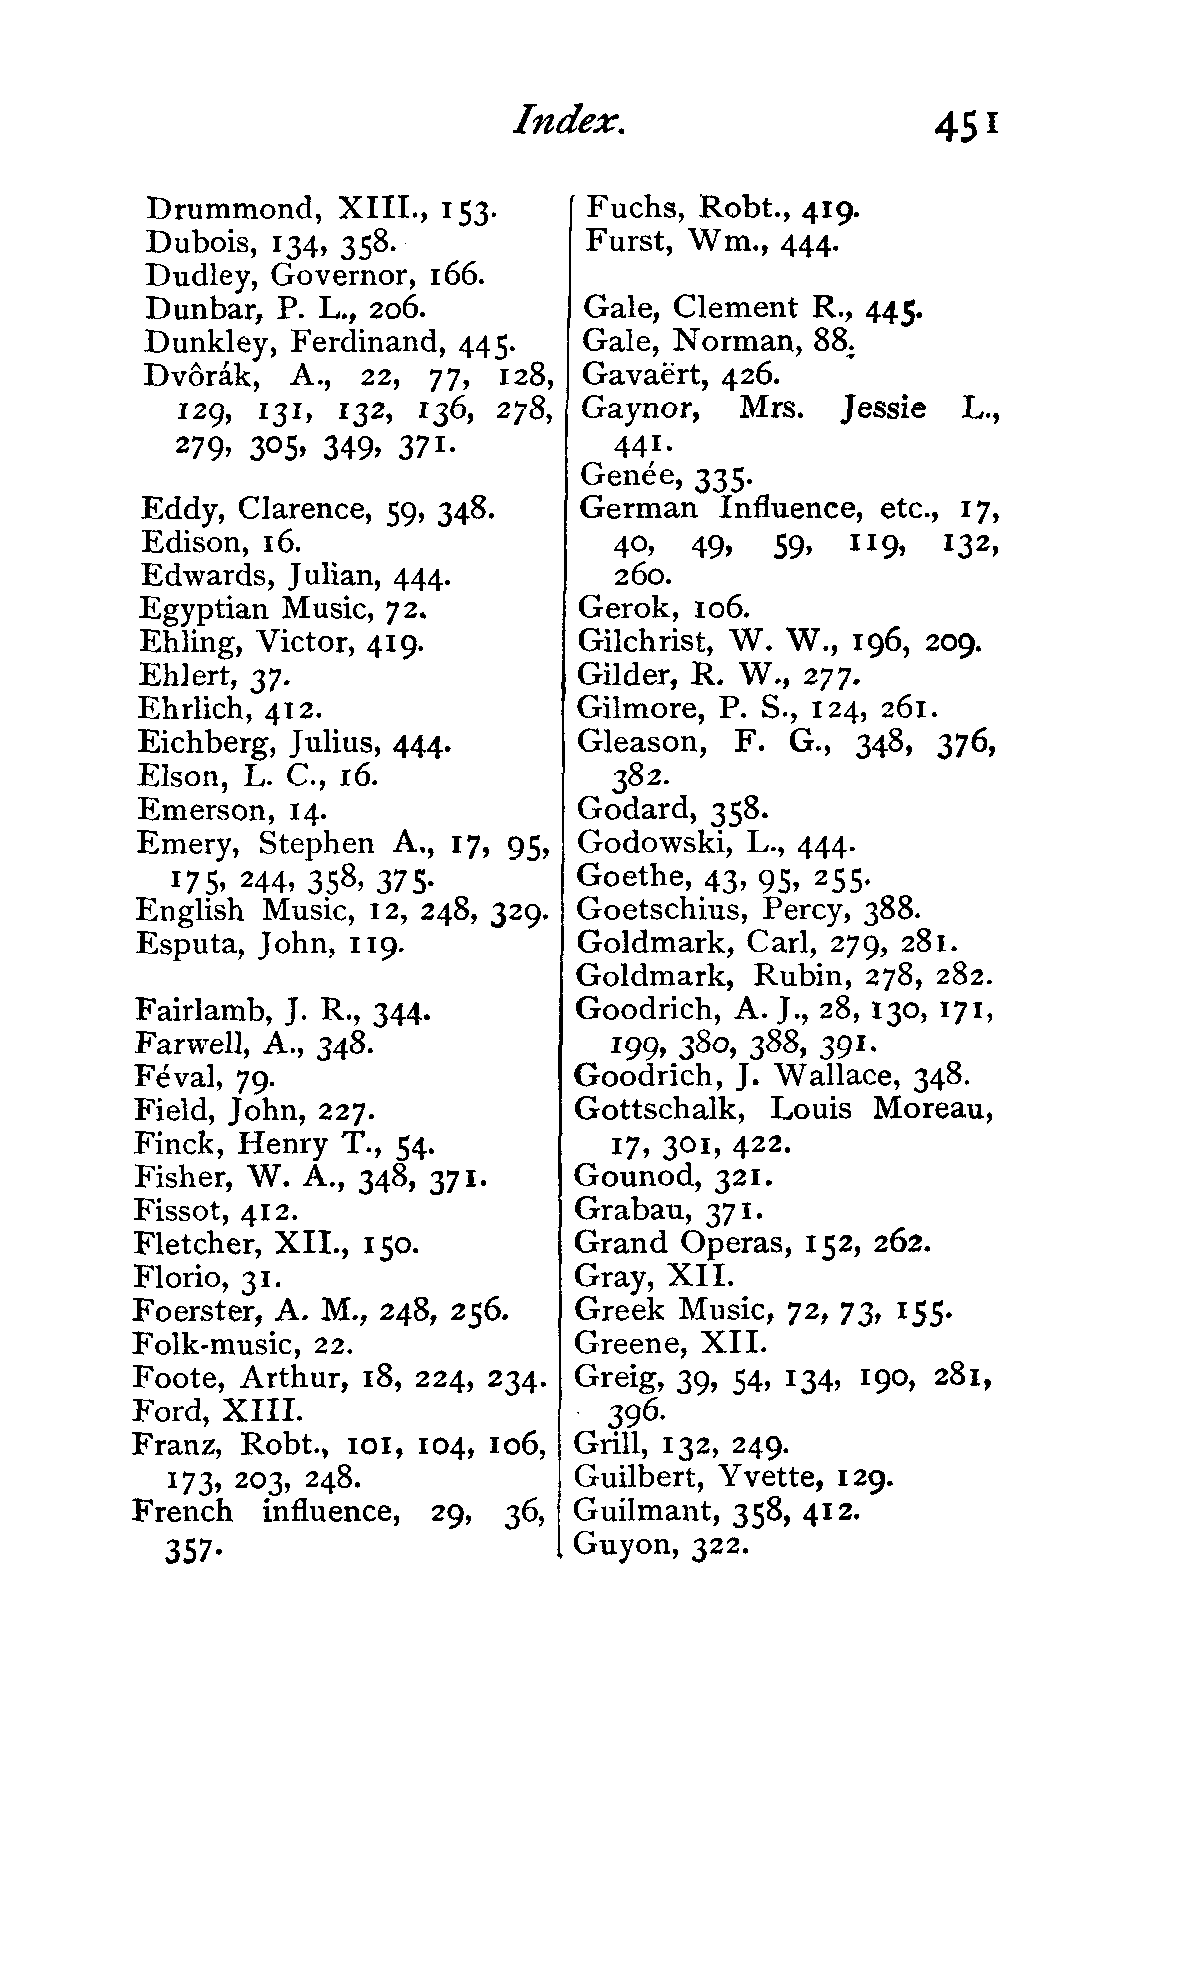 Index. 451
Drummond, XIII., 153.
Dubois, 134, 358.
Dudley, Governor, 166.
Dunbar, P. L., 206.
Dunkley, Ferdinand, 445.
Dvôrák, A., 22, 77, 128,
129, 131, 132, 136, 278,
279, 305, 349, 371.
Eddy, Clarence, 59, 348.
Edison, 16.
Edwards, Julian, 444.
Egyptian Music, 72.
Ehling, Victor, 419.
Ehlert, 37.
Ehrlich, 412.
Eichberg, Julius, 444.
Elson, L. C., 16.
Emerson, 14.
Emery, Stephen A., 17, 95,
175, 244, 358, 375.
English Music, 12, 248, 329.
Esputa, John, 119.
Fairlamb, J. R., 344.
Farwell, A., 348.
Féval, 79.
Field, John, 227.
Finck, Henry T., 54.
Fisher, W. A., 348, 371.
Fissot, 412.
Fletcher, XII., 150.
Florio, 31.
Foerster, A. M., 248, 256.
Folk-music, 22.
Foote, Arthur, 18, 224, 234.
Ford, XIII.
Franz, Robt., 101, 104, 106,
173, 203, 248.
French influence, 29, 36,
357.
Fuchs, Robt., 419.
Furst, Wm., 444.
Gale, Clement R., 445.
Gale, Norman, 88.
Gavaërt, 426.
Gaynor, Mrs. Jessie L.,
441.
Genée, 335.
German Influence, etc., 17,
40, 49, 59, 119, 132,
260.
Gerok, 106.
Gilchrist, W. W., 196, 209.
Gilder, R. W., 277.
Gilmore, P. S., 124, 261.
Gleason, F. G., 348, 376,
382.
Godard, 358.
Godowski, L., 444.
Goethe, 43, 95, 255.
Goetschius, Percy, 388.
Goldmark, Carl, 279, 281.
Goldmark, Rubin, 278, 282.
Goodrich, A. J., 28, 130, 171,
199, 380, 388, 391.
Goodrich, J. Wallace, 348.
Gottschalk, Louis Moreau,
17, 301, 422.
Gounod, 321.
Grabau, 371.
Grand Operas, 152, 262.
Gray, XII.
Greek Music, 72, 73, 155.
Greene, XII.
Greig, 39, 54, 134, 190, 281,
396.
Grill, 132, 249.
Guilbert, Yvette, 129.
Guilmant, 358, 412.
Guyon, 322.